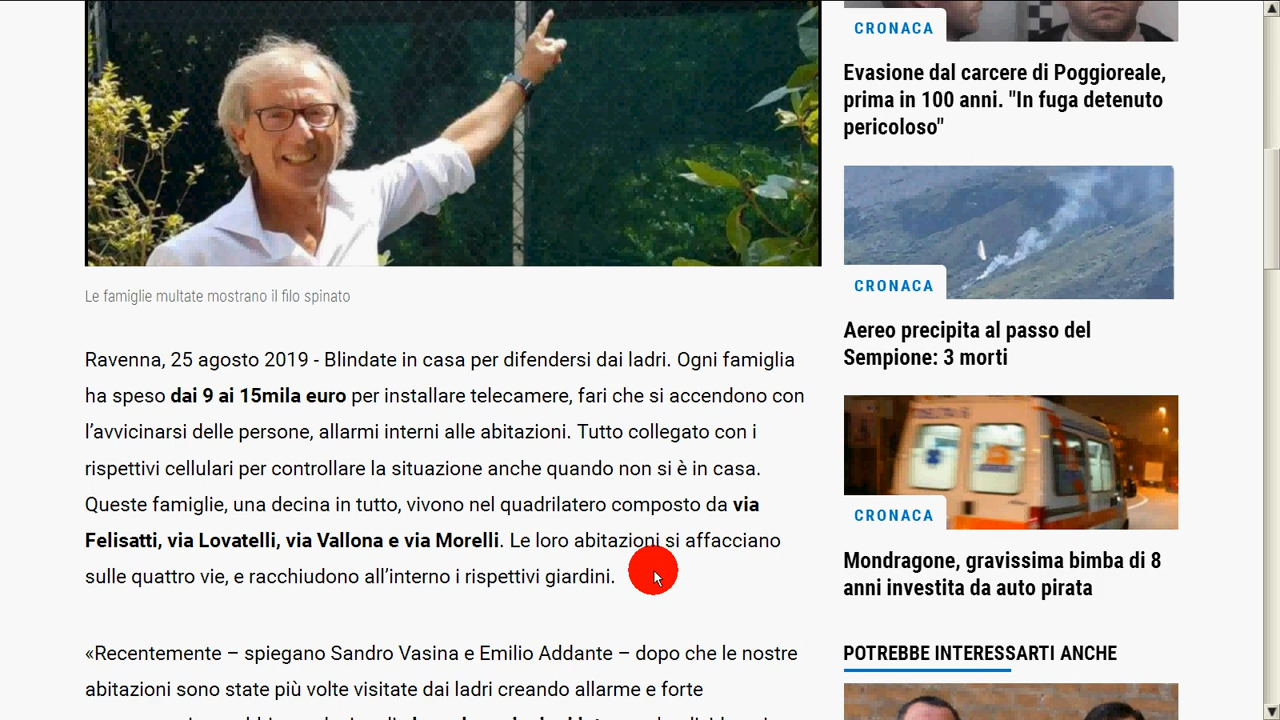 Le famiglie multate mostrano il filo spinato
Ravenna, 25 agosto 2019 - Blindate in casa per difendersi dai ladri. Ogni famiglia
ha speso dai 9 ai 15mila euro per installare telecamere, fari che si accendono con
l’avvicinarsi delle persone, allarmi interni alle abitazioni. Tutto collegato con i
rispettivi cellulari per controllare la situazione anche quando non si è in casa.
Queste famiglie, una decina in tutto, vivono nel quadrilatero composto da via
Felisatti, via Lovatelli, via Vallona e via Morelli. Le loro abitazioni si affacciano
sulle quattro vie, e racchiudono all’interno i rispettivi giardini.
«Recentemente – spiegano Sandro Vasina e Emilio Addante – dopo che le nostre
abitazioni sono state più volte visitate dai ladri creando allarme e forte
CRONACA
Evasione dal carcere di Poggioreale,
prima in 100 anni. "In fuga detenuto
pericoloso"
CRONACA
Aereo precipita al passo del
Sempione: 3 morti
CRONACA
Mondragone, gravissima bimba di 8
anni investita da auto pirata
POTREBBE INTERESSARTI ANCHE